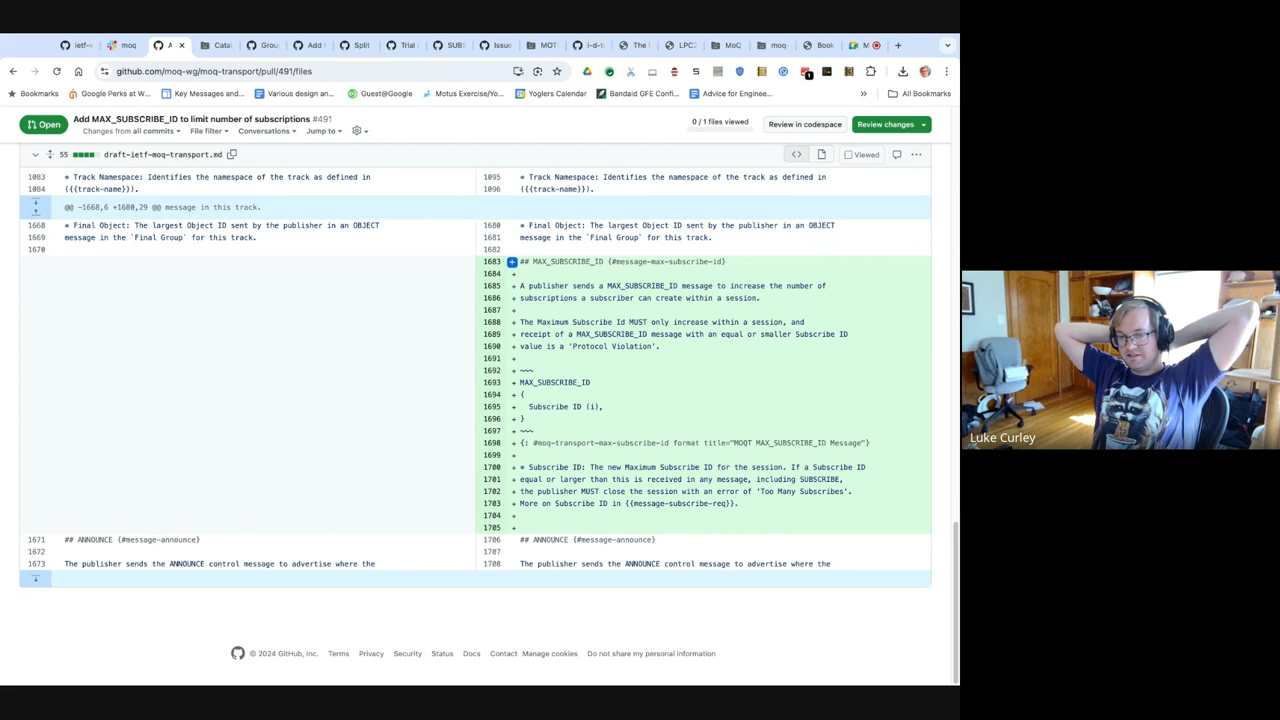 ietf-w
moq
A
Catal
Grou
Add t
Split
Trial p
SUBS
Issue
MOT
i-d-te
The
LPC2
MoQ
moq
Book
M
github.com/moq-wg/moq-transport/pull/491/files
Bookmarks
Google Perks at W...
Key Messages and...
Various design an...
Guest@Google
Motus Exercise/Yo...
Yoglers Calendar
Bandaid GFE Confi...
Advice for Enginee...
»
All Bookmarks
Open
Add MAX_SUBSCRIBE_ID to limit number of subscriptions #491
Changes from all commits
File filter
Conversations
Jump to
0 / 1 files viewed
Review in codespace
Review changes
55 draft-ietf-moq-transport.md
Viewed
1083 * Track Namespace: Identifies the namespace of the track as defined in
1084 ({{track-name}}).
1095 * Track Namespace: Identifies the namespace of the track as defined in
1096 ({{track-name}}).
@@ -1668,6 +1680,29 @@ message in this track.
1668 * Final Object: The largest Object ID sent by the publisher in an OBJECT
1669 message in the `Final Group` for this track.
1670
1680 * Final Object: The largest Object ID sent by the publisher in an OBJECT
1681 message in the `Final Group` for this track.
1682
1683 + ## MAX_SUBSCRIBE_ID {#message-max-subscribe-id}
1684 +
1685 + A publisher sends a MAX_SUBSCRIBE_ID message to increase the number of
1686 + subscriptions a subscriber can create within a session.
1687 +
1688 + The Maximum Subscribe Id MUST only increase within a session, and
1689 + receipt of a MAX_SUBSCRIBE_ID message with an equal or smaller Subscribe ID
1690 + value is a 'Protocol Violation'.
1691 +
1692 + ~~~
1693 + MAX_SUBSCRIBE_ID
1694 + {
1695 + Subscribe ID (i),
1696 + }
1697 + ~~~
1698 + {: #moq-transport-max-subscribe-id format title="MOQT MAX_SUBSCRIBE_ID Message"}
1699 +
1700 + * Subscribe ID: The new Maximum Subscribe ID for the session. If a Subscribe ID
1701 + equal or larger than this is received in any message, including SUBSCRIBE,
1702 + the publisher MUST close the session with an error of 'Too Many Subscribes'.
1703 + More on Subscribe ID in {{message-subscribe-req}}.
1704 +
1705 +
1671 ## ANNOUNCE {#message-announce}
1672
1673 The publisher sends the ANNOUNCE control message to advertise where the
1706 ## ANNOUNCE {#message-announce}
1707
1708 The publisher sends the ANNOUNCE control message to advertise where the
© 2024 GitHub, Inc.
Terms
Privacy
Security
Status
Docs
Contact
Manage cookies
Do not share my personal information
Luke Curley